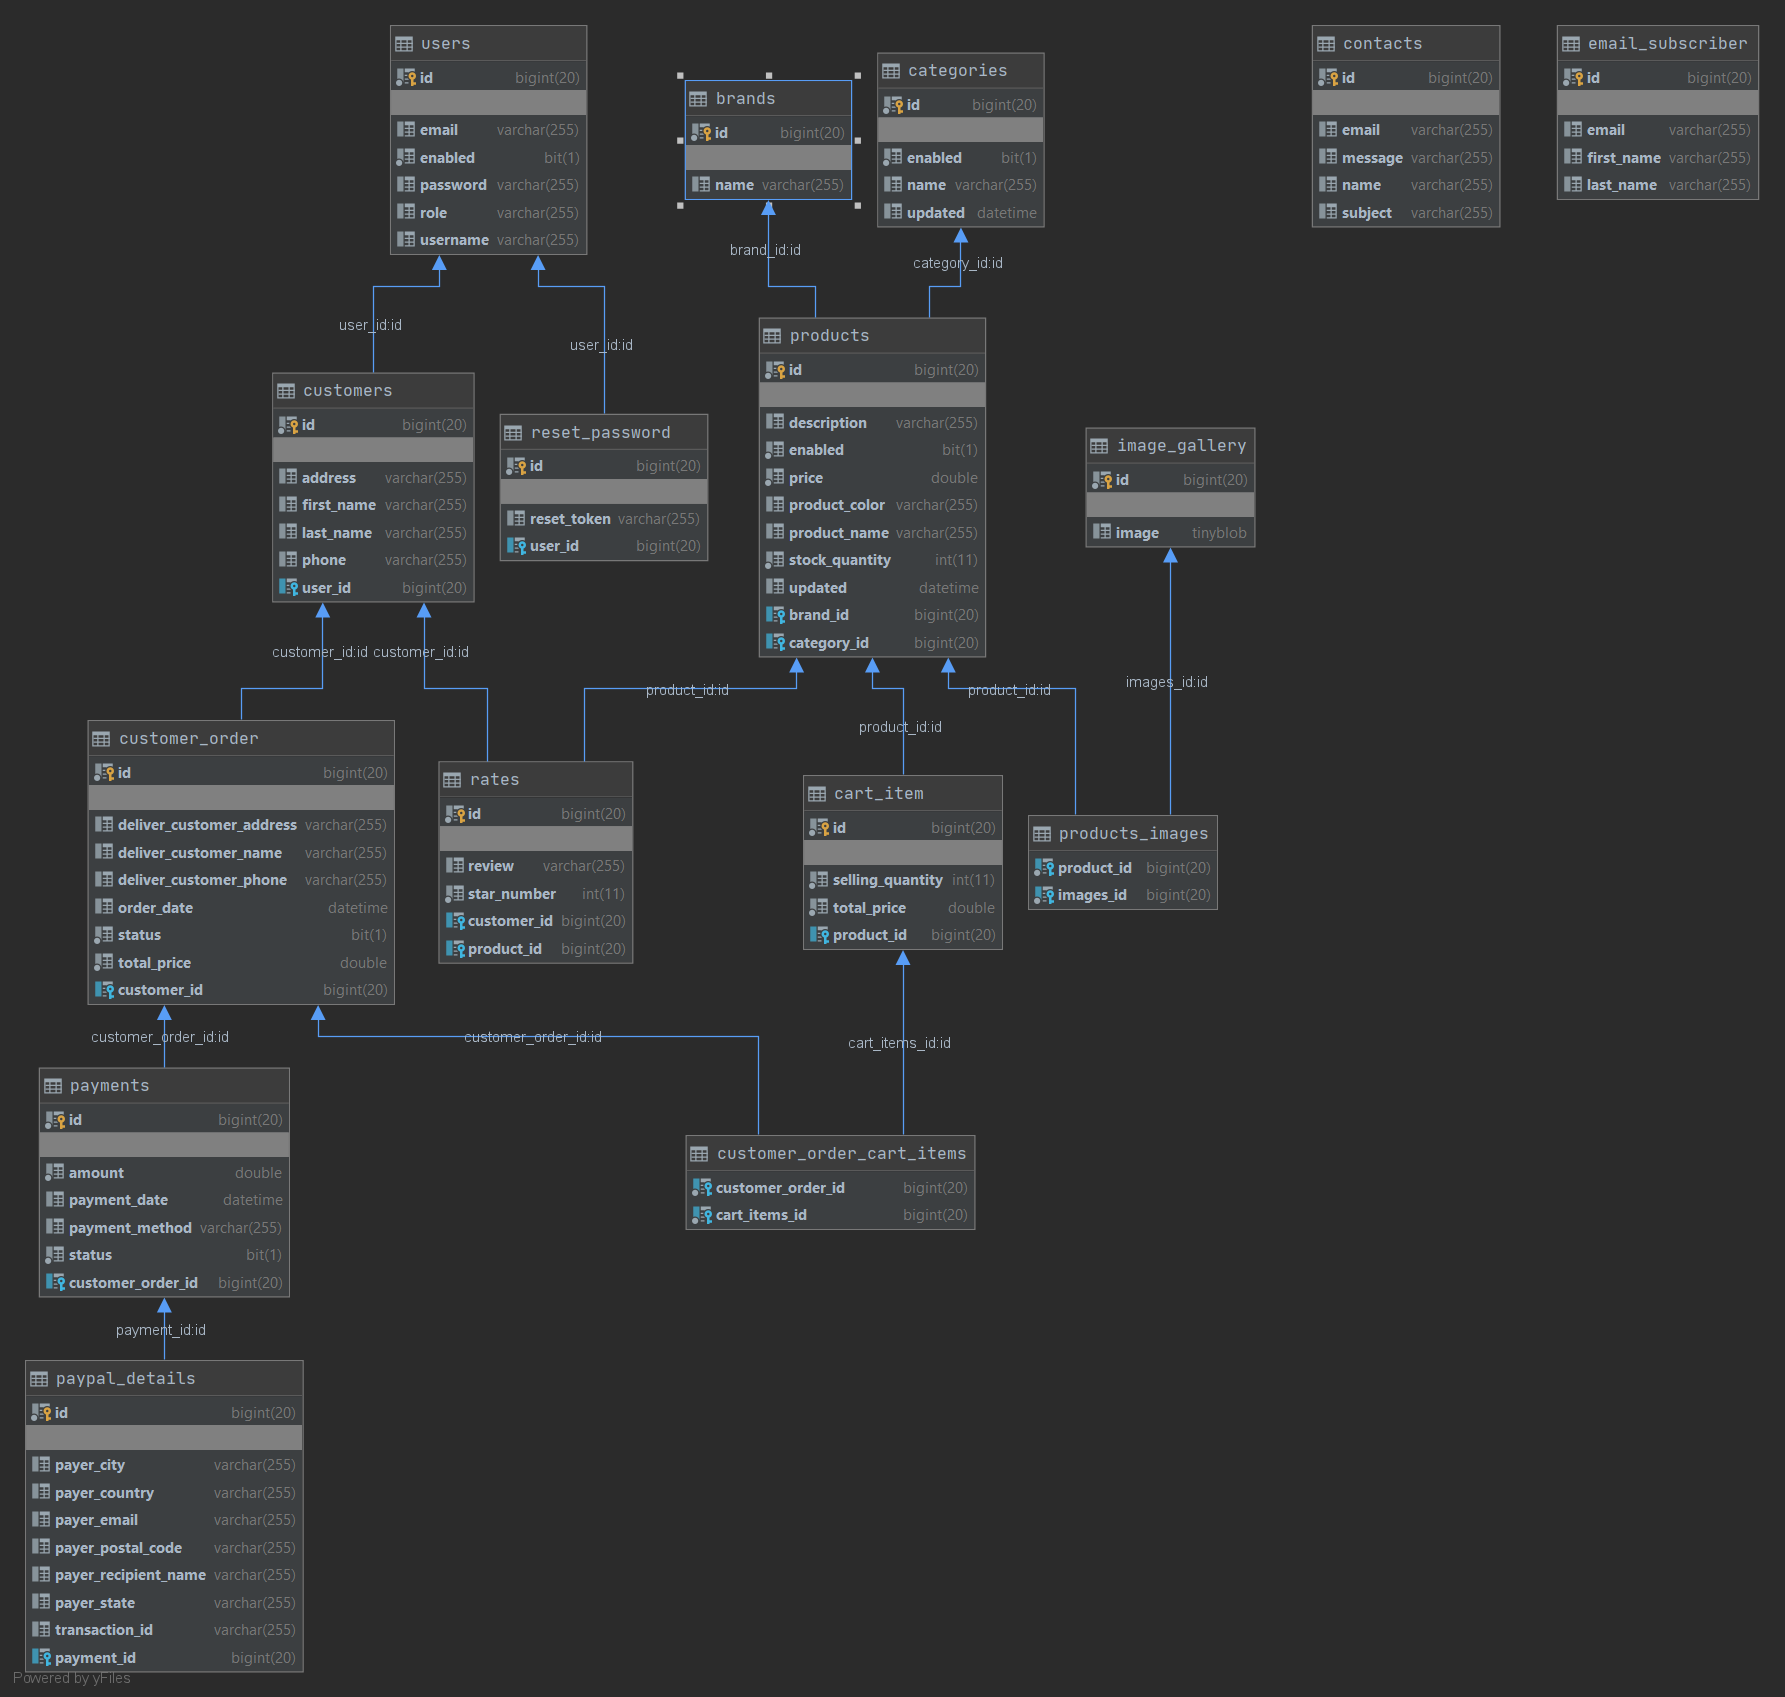 users
id bigint(20)
email varchar(255)
enabled bit(1)
password varchar(255)
role varchar(255)
username varchar(255)
brands
id bigint(20)
name varchar(255)
categories
id bigint(20)
enabled bit(1)
name varchar(255)
updated datetime
contacts
id bigint(20)
email varchar(255)
message varchar(255)
name varchar(255)
subject varchar(255)
email_subscriber
id bigint(20)
email varchar(255)
first_name varchar(255)
last_name varchar(255)
brand_id:id
category_id:id
user_id:id
user_id:id
customers
id bigint(20)
address varchar(255)
first_name varchar(255)
last_name varchar(255)
phone varchar(255)
user_id bigint(20)
reset_password
id bigint(20)
reset_token varchar(255)
user_id bigint(20)
products
id bigint(20)
description varchar(255)
enabled bit(1)
price double
product_color varchar(255)
product_name varchar(255)
stock_quantity int(11)
updated datetime
brand_id bigint(20)
category_id bigint(20)
image_gallery
id bigint(20)
image tinyblob
customer_id:id
customer_id:id
product_id:id
product_id:id
product_id:id
images_id:id
customer_order
id bigint(20)
deliver_customer_address varchar(255)
deliver_customer_name varchar(255)
deliver_customer_phone varchar(255)
order_date datetime
status bit(1)
total_price double
customer_id bigint(20)
rates
id bigint(20)
review varchar(255)
star_number int(11)
customer_id bigint(20)
product_id bigint(20)
cart_item
id bigint(20)
selling_quantity int(11)
total_price double
product_id bigint(20)
products_images
product_id bigint(20)
images_id bigint(20)
customer_order_id:id
customer_order_id:id
cart_items_id:id
payments
id bigint(20)
amount double
payment_date datetime
payment_method varchar(255)
status bit(1)
customer_order_id bigint(20)
customer_order_cart_items
customer_order_id bigint(20)
cart_items_id bigint(20)
payment_id:id
paypal_details
id bigint(20)
payer_city varchar(255)
payer_country varchar(255)
payer_email varchar(255)
payer_postal_code varchar(255)
payer_recipient_name varchar(255)
payer_state varchar(255)
transaction_id varchar(255)
payment_id bigint(20)
Powered by yFiles